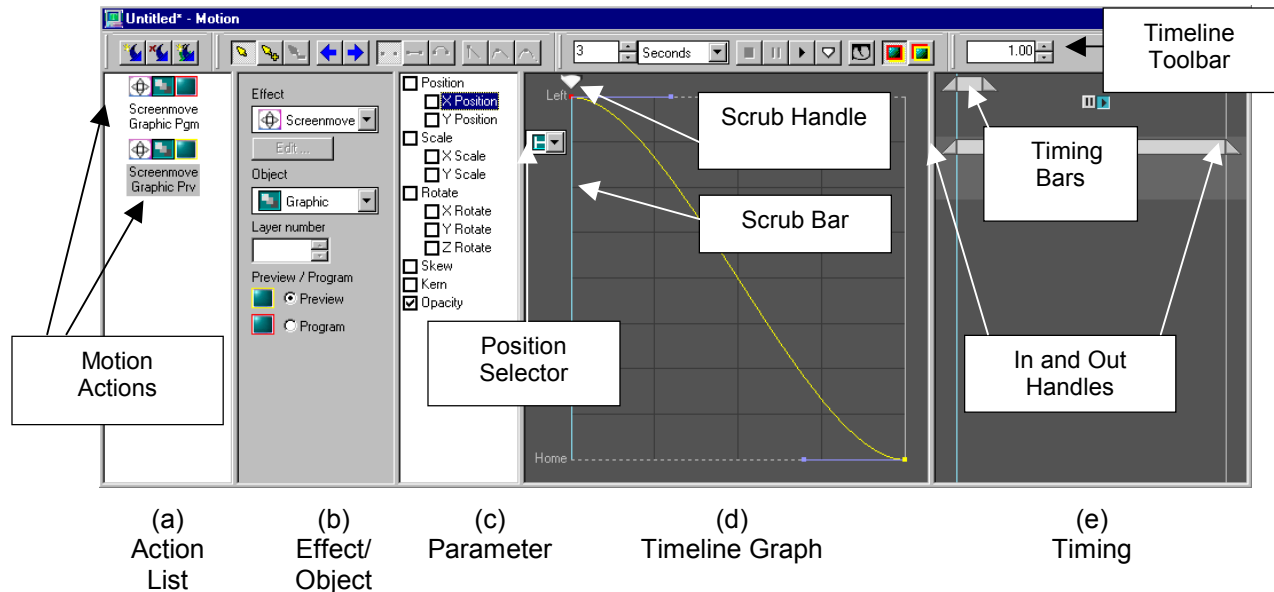 Untitled* - Motion
3
Seconds
1.00
Timeline
Toolbar
Screenmove
Graphic Pgm
Screenmove
Graphic Prv
Effect
Screenmove
Edit...
Object
Graphic
Layer number
Preview / Program
Preview
Program
Position
X Position
Y Position
Scale
X Scale
Y Scale
Rotate
X Rotate
Y Rotate
Z Rotate
Skew
Kern
Opacity
Left
Home
Scrub Handle
Scrub Bar
Timing
Bars
Motion
Actions
Position
Selector
In and Out
Handles
(a)
Action
List
(b)
Effect/
Object
(c)
Parameter
(d)
Timeline Graph
(e)
Timing